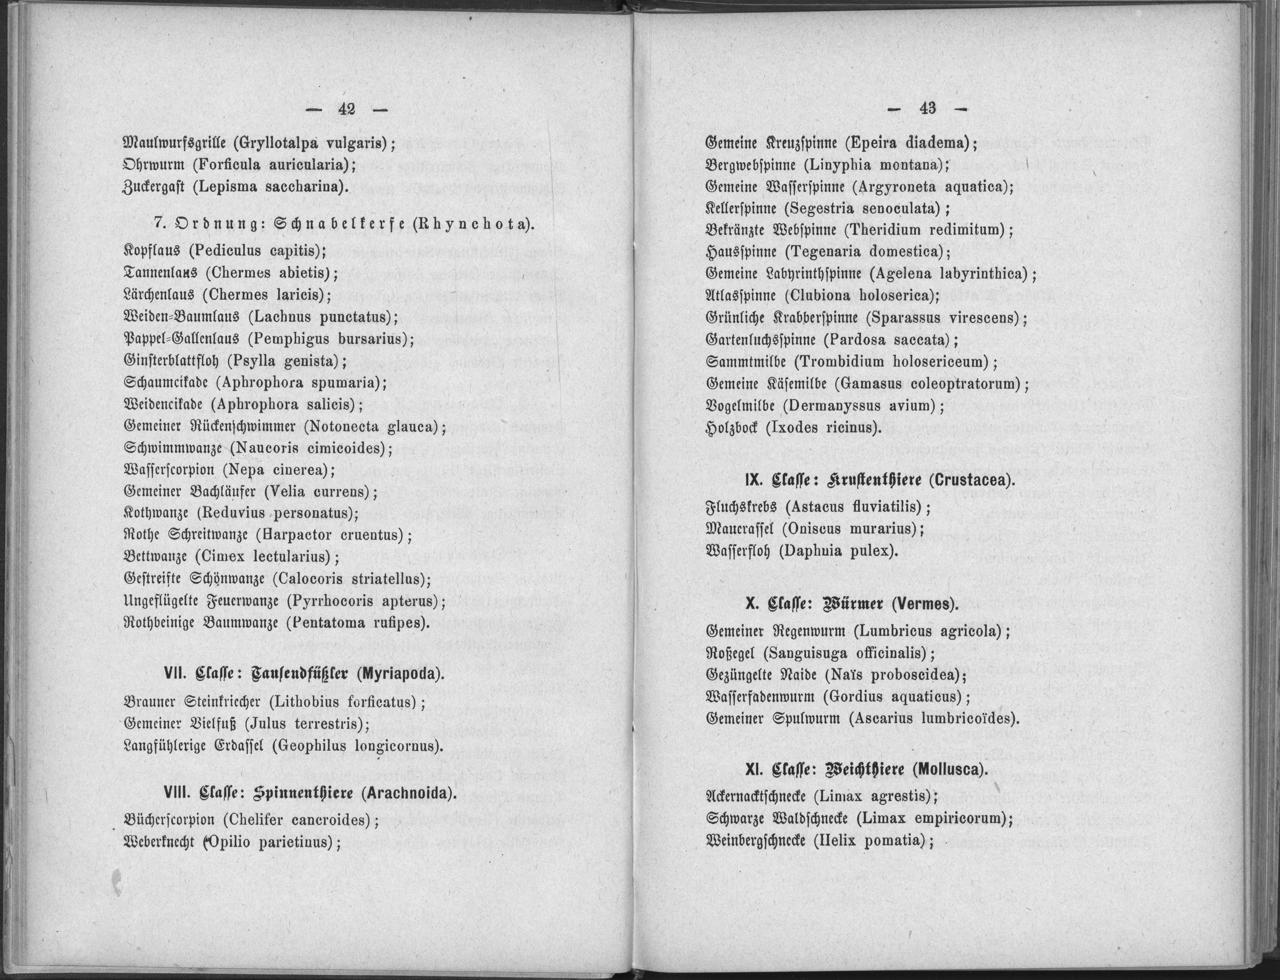 — 42 —
Maulwurfsgrille (Gryllotalpa vulgaris);
Ohrwurm (Forficula auricularia);
Zuckergast (Lepisma saccharina).
7. Ordnung: Schnabelkerfe (Rhynchota).
Kopflaus (Pediculus capitis);
Tannenlaus (Chermes abietis);
Lärchenlaus (Chermes laricis);
Weiden-Baumlaus (Lachnus punctatus);
Pappel-Gallenlaus (Pemphigus bursarius);
Ginsterblattfloh (Psylla genista);
Schaumcikade (Aphrophora spumaria);
Weidencikade (Aphrophora salicis);
Gemeiner Rückenschwimmer (Notonecta glauca);
Schwimmwanze (Naucoris cimicoides);
Wasserscorpion (Nepa cinerea);
Gemeiner Bachläufer (Velia currens);
Kothwanze (Reduvius personatus);
Rothe Schreitwanze (Harpactor cruentus);
Bettwanze (Cimex lectularius);
Gestreifte Schönwanze (Calocoris striatellus);
Ungeflügelte Feuerwanze (Pyrrhocoris apterus);
Rothbeinige Baumwanze (Pentatoma rufipes).
VII. Classe: Tausendfüßler (Myriapoda).
Brauner Steinkriecher (Lithobius forficatus);
Gemeiner Vielfuß (Julus terrestris);
Langfühlerige Erdassel (Geophilus longicornus).
VIII. Classe: Spinnenthiere (Arachnoida).
Bücherscorpion (Chelifer cancroides);
Weberknecht (Opilio parietinus);
— 43 —
Gemeine Kreuzspinne (Epeira diadema);
Bergwebspinne (Linyphia montana);
Gemeine Wasserspinne (Argyroneta aquatica);
Kellerspinne (Segestria senoculata);
Bekränzte Webspinne (Theridium redimitum);
Hausspinne (Tegenaria domestica);
Gemeine Labyrinthspinne (Agelena labyrinthica);
Atlasspinne (Clubiona holoserica);
Grünliche Krabberspinne (Sparassus virescens);
Gartenluchsspinne (Pardosa saccata);
Sammtmilbe (Trombidium holosericeum);
Gemeine Käfemilbe (Gamasus coleoptratorum);
Vogelmilbe (Dermanyssus avium);
Holzbock (Ixodes ricinus).
IX. Classe: Krustenthiere (Crustacea).
Fluchskrebs (Astacus fluviatilis);
Mauerassel (Oniscus murarius);
Wasserfloh (Daphnia pulex).
X. Classe: Würmer (Vermes).
Gemeiner Regenwurm (Lumbricus agricola);
Roßegel (Sanguisuga officinalis);
Gezüngelte Naide (Naïs proboscidea);
Wasserfadenwurm (Gordius aquaticus);
Gemeiner Spulwurm (Ascarius lumbricoïdes).
XI. Classe: Weichthiere (Mollusca).
Ackernacktschnecke (Limax agrestis);
Schwarze Waldschnecke (Limax empiricorum);
Weinbergschnecke (Helix pomatia);